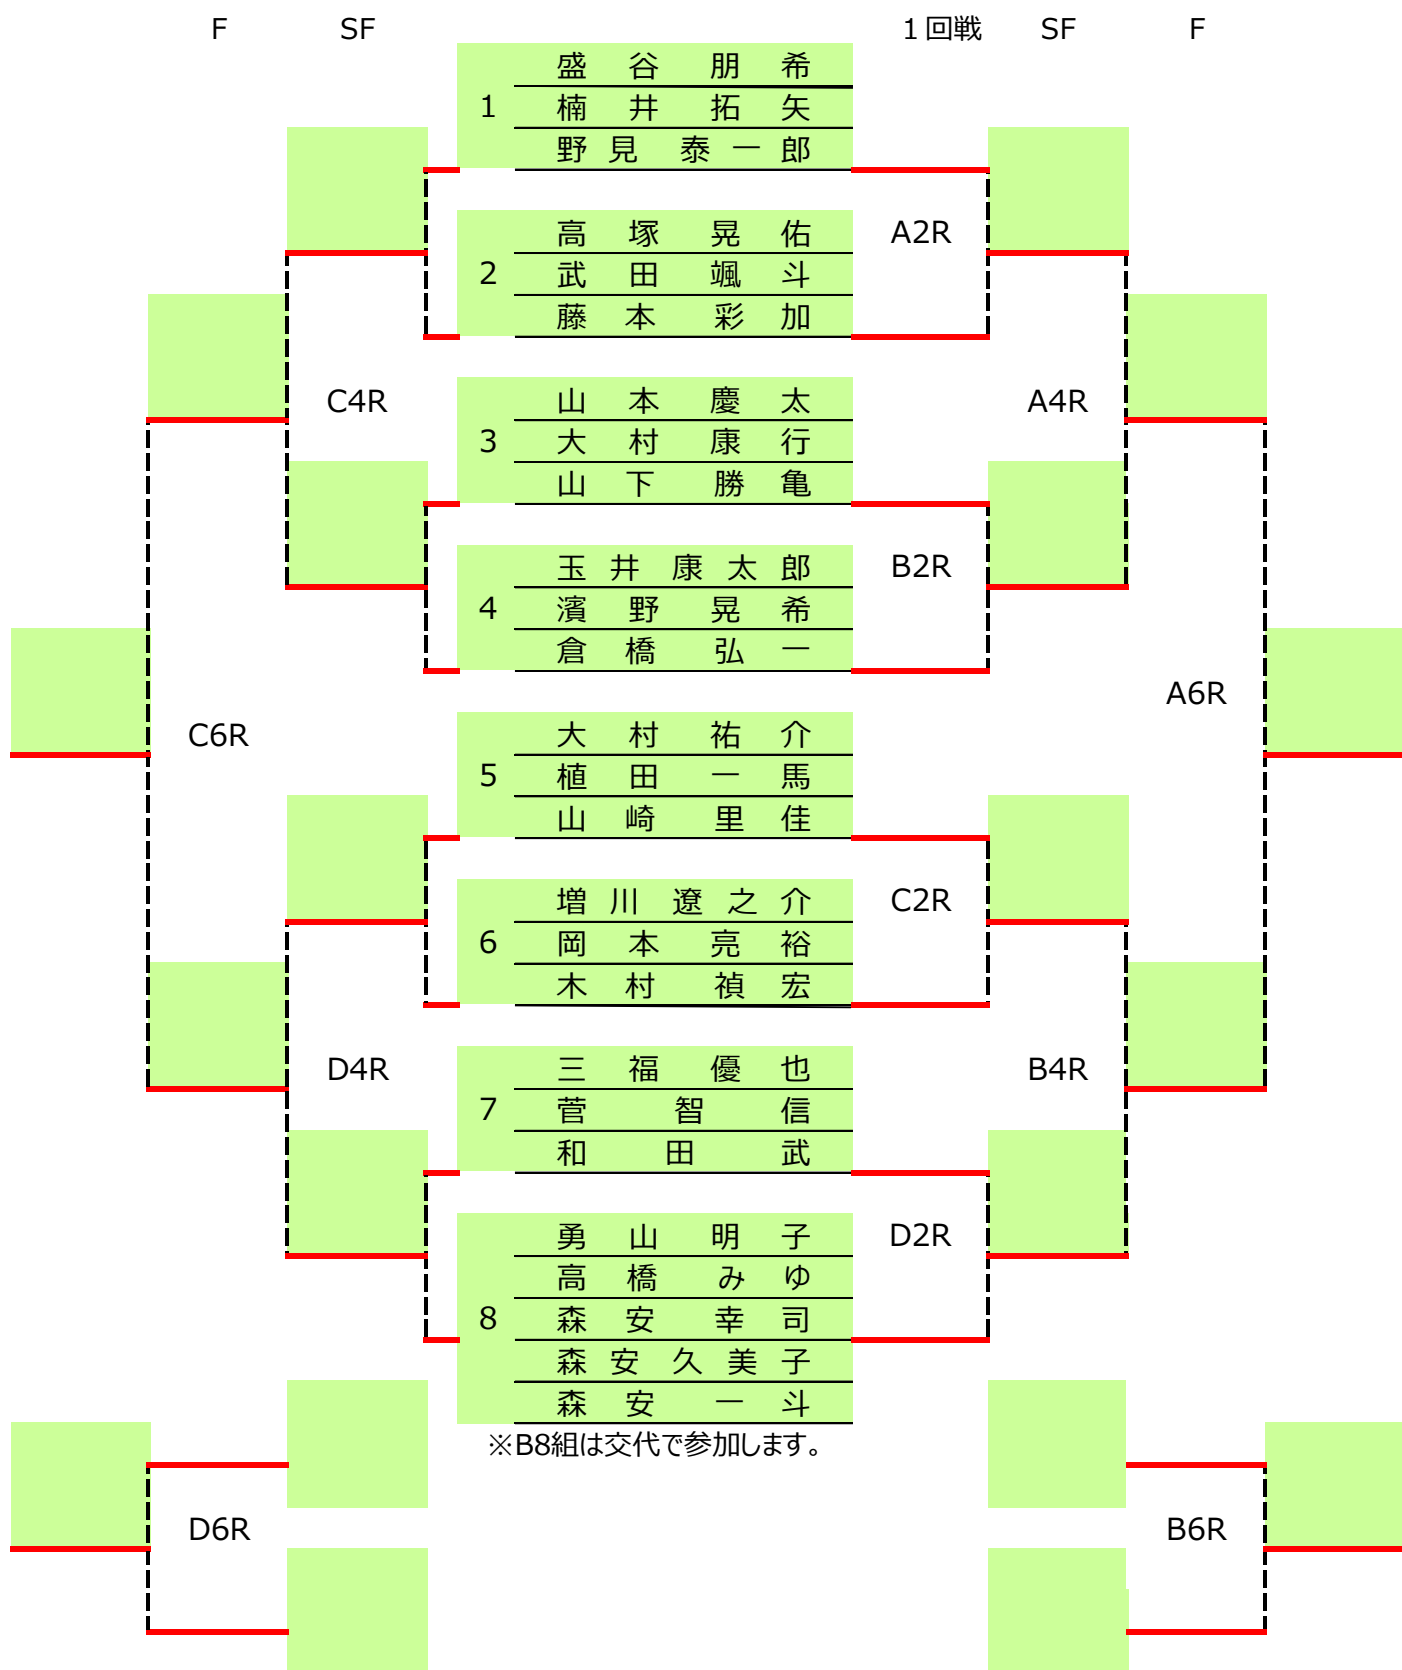 F SF １回戦 SF F
盛谷 朋希
1 楠井 拓矢
野見 泰一郎
高塚 晃佑 A2R
2 武田 颯斗
藤本 彩加
C4R 山本 慶太 A4R
3 大村 康行
山下 勝亀
玉井 康太郎 B2R
4 濱野 晃希
倉橋 弘一
A6R
C6R 大村 祐介
5 植田 一馬
山崎 里佳
増川 遼之介 C2R
6 岡本 亮裕
木村 禎宏
D4R 三福 優也 B4R
7 菅 智信
和田 武
勇山 明子 D2R
高橋 みゆ
8 森安 幸司
森安 久美子
森安 一斗
※B8組は交代で参加します。
D6R B6R